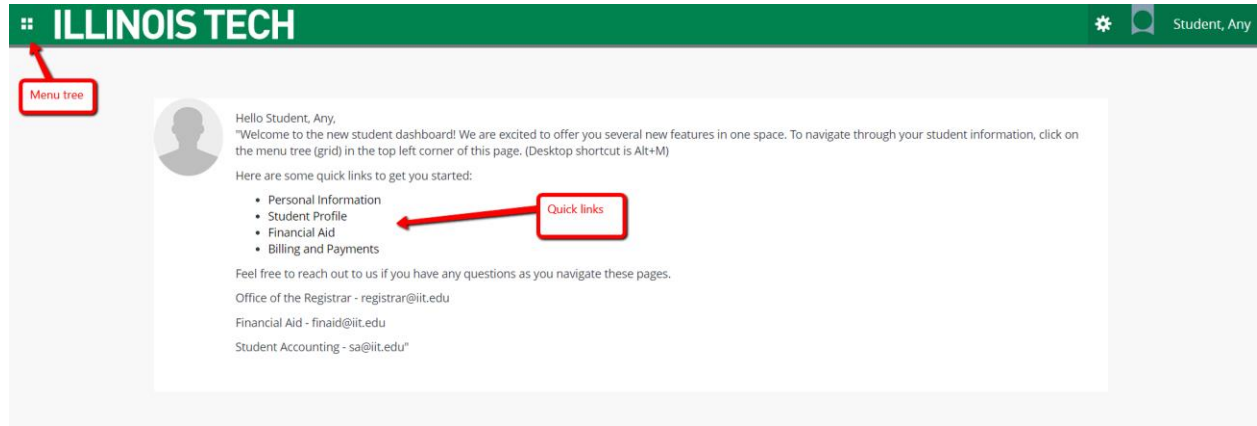 ILLINOIS TECH
Student, Any
Menu tree
Hello Student, Any,
"Welcome to the new student dashboard! We are excited to offer you several new features in one space. To navigate through your student information, click on
the menu tree (grid) in the top left corner of this page. (Desktop shortcut is Alt+M)
Here are some quick links to get you started:
• Personal Information
• Student Profile
• Financial Aid
• Billing and Payments
Quick links
Feel free to reach out to us if you have any questions as you navigate these pages.
Office of the Registrar - registrar@iit.edu
Financial Aid - finaid@iit.edu
Student Accounting - sa@iit.edu"